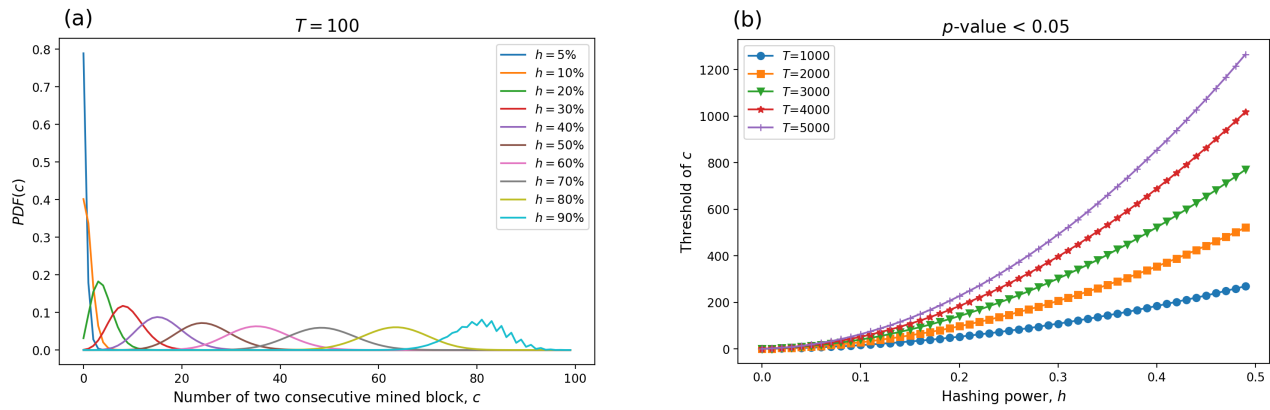 (a)
T = 100
PDF(c)
0.8
0.7
0.6
0.5
0.4
0.3
0.2
0.1
0.0
h = 5%
h = 10%
h = 20%
h = 30%
h = 40%
h = 50%
h = 60%
h = 70%
h = 80%
h = 90%
0 20 40 60 80 100
Number of two consecutive mined block, c
(b)
p-value < 0.05
Threshold of c
1200
1000
800
600
400
200
0
T=1000
T=2000
T=3000
T=4000
T=5000
0.0 0.1 0.2 0.3 0.4 0.5
Hashing power, h